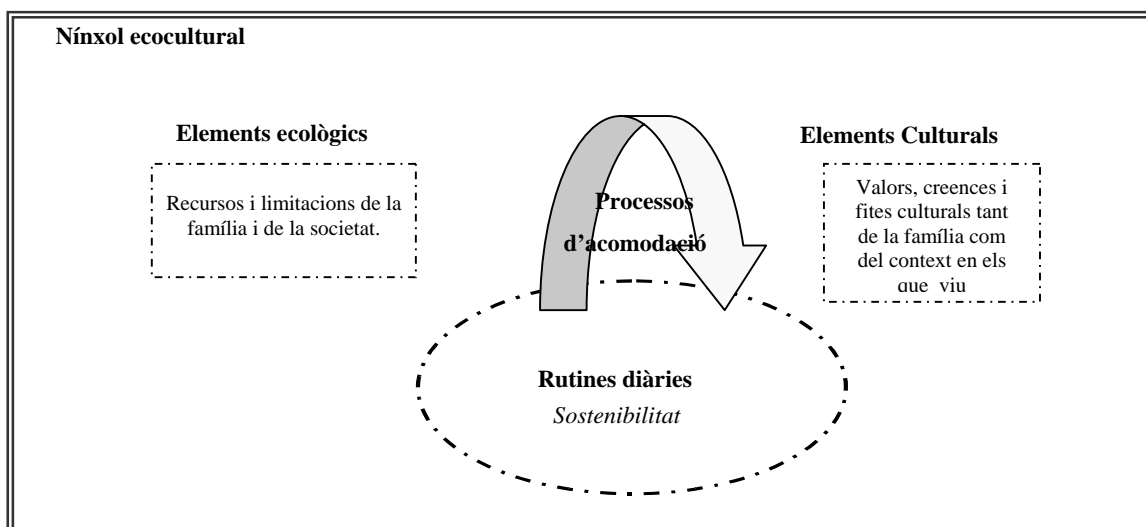 Nínxol ecocultural
Elements ecològics
Recursos i limitacions de la
família i de la societat.
Processos
d’acomodació
Elements Culturals
Valors, creences i
fites culturals tant
de la família com
del context en els
que viu
Rutines diàries
Sostenibilitat